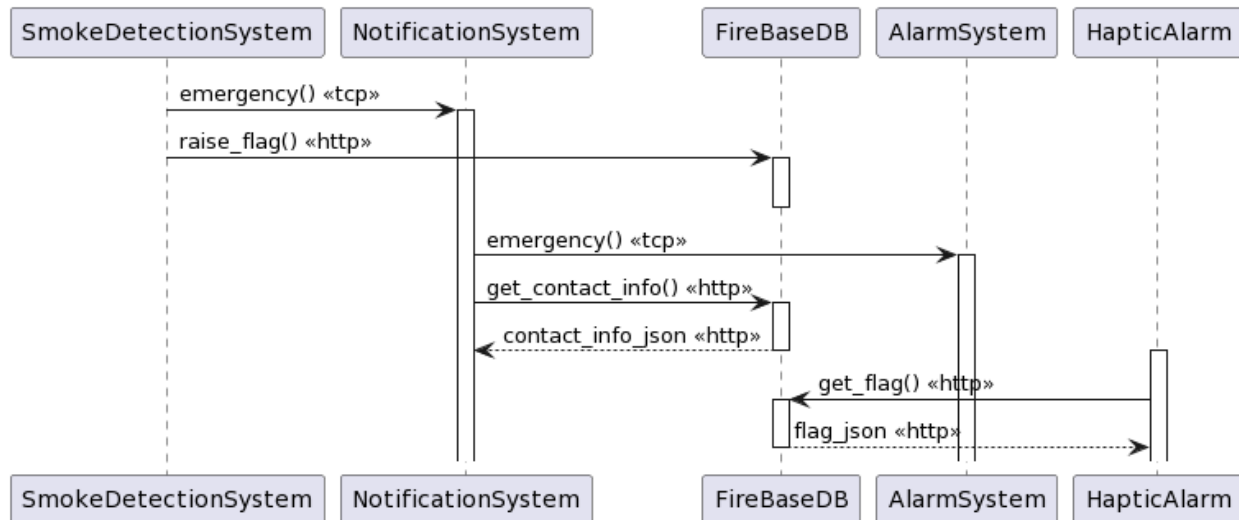 SmokeDetectionSystem NotificationSystem FireBaseDB AlarmSystem HapticAlarm
emergency() «tcp»
raise_flag() «http»
emergency() «tcp»
get_contact_info() «http»
contact_info_json «http»
get_flag() «http»
flag_json «http»
SmokeDetectionSystem NotificationSystem FireBaseDB AlarmSystem HapticAlarm